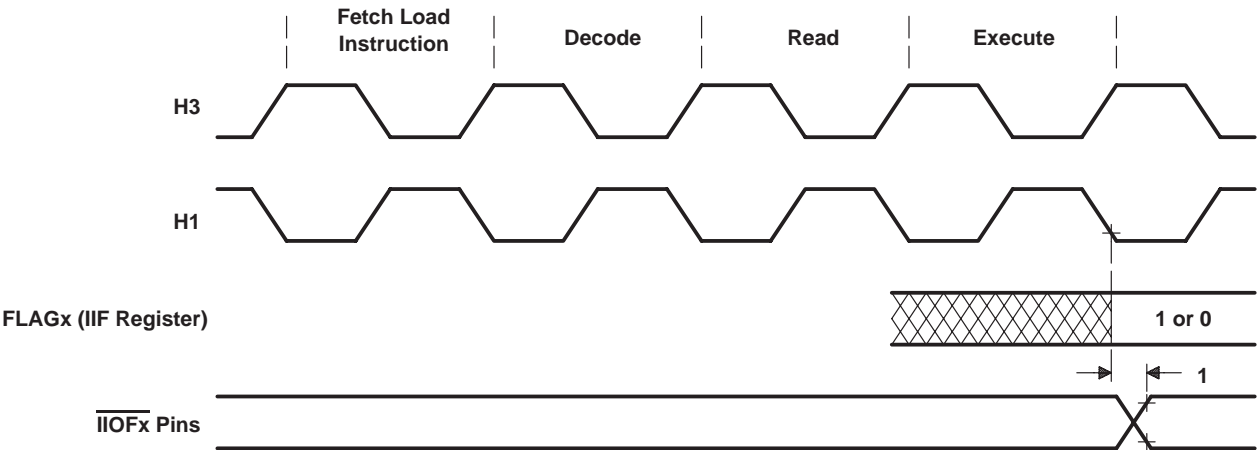 Fetch Load
Instruction
Decode
Read
Execute
H3
H1
FLAGx (IIF Register)
1 or 0
1
IIOFx Pins